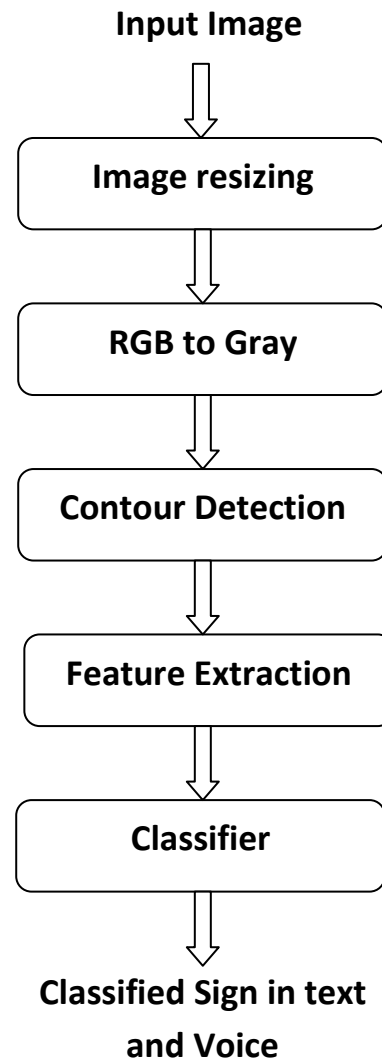 Input Image
Image resizing
RGB to Gray
Contour Detection
Feature Extraction
Classifier
Classified Sign in text
and Voice